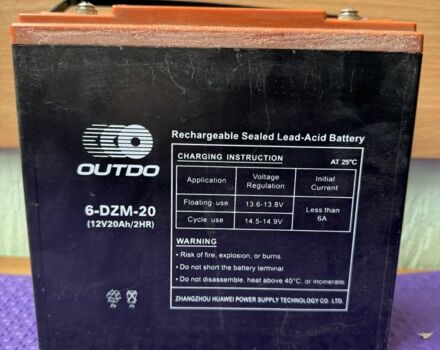 Rechargeable Sealed Lead-Acid Battery
OUTDO
6-DZM-20
(12V20Ah/2HR)
CHARGING INSTRUCTION AT 25°C
Application Voltage Regulation Initial Current
Floating use 13.6-13.8V Less than 6A
Cycle use 14.5-14.9V
WARNING
• Risk of fire, explosion, or burns.
• Do not short the battery terminal.
• Do not disassemble, heat above 40°C, or incinerate.
ZHANGZHOU HUAWEI POWER SUPPLY TECHNOLOGY CO. LTD.
Pb Pb